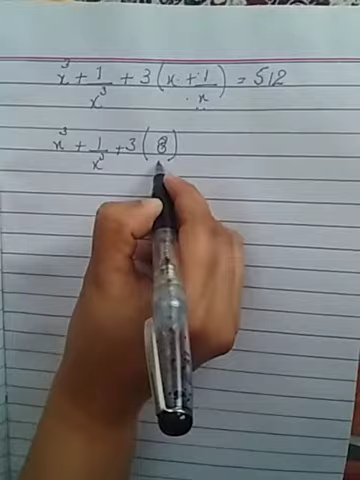 x³ + 1/x³ + 3(x + 1/x) = 512
x³ + 1/x³ + 3(8)